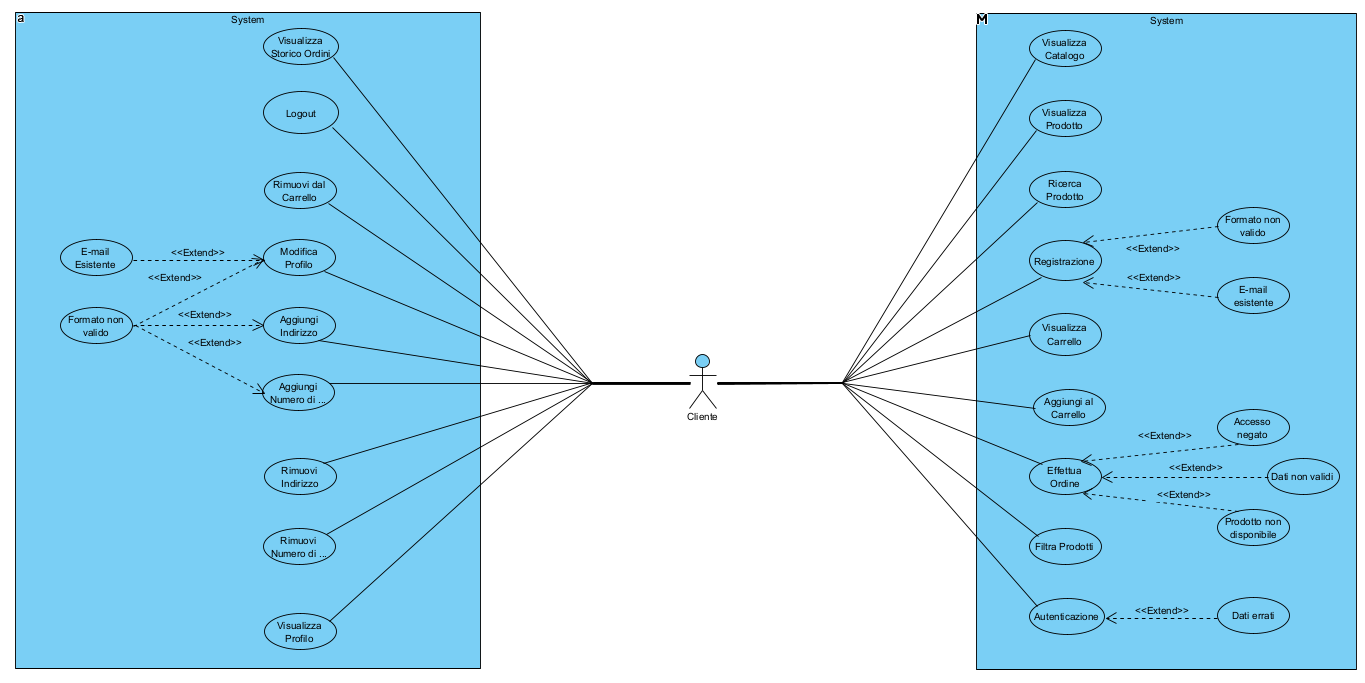 a
System
Visualizza
Storico Ordini
Logout
Rimuovi dal
Carrello
E-mail
Esistente
<<Extend>>
Modifica
Profilo
<<Extend>>
Formato non
valido
<<Extend>>
Aggiungi
Indirizzo
<<Extend>>
Aggiungi
Numero di ...
Rimuovi
Indirizzo
Rimuovi
Numero di ...
Visualizza
Profilo
Cliente
M
System
Visualizza
Catalogo
Visualizza
Prodotto
Ricerca
Prodotto
Formato non
valido
<<Extend>>
Registrazione
<<Extend>>
E-mail
esistente
Visualizza
Carrello
Aggiungi al
Carrello
Accesso
negato
<<Extend>>
Effettua
Ordine
<<Extend>>
Dati non validi
<<Extend>>
Prodotto non
disponibile
Filtra Prodotti
Autenticazione
<<Extend>>
Dati errati